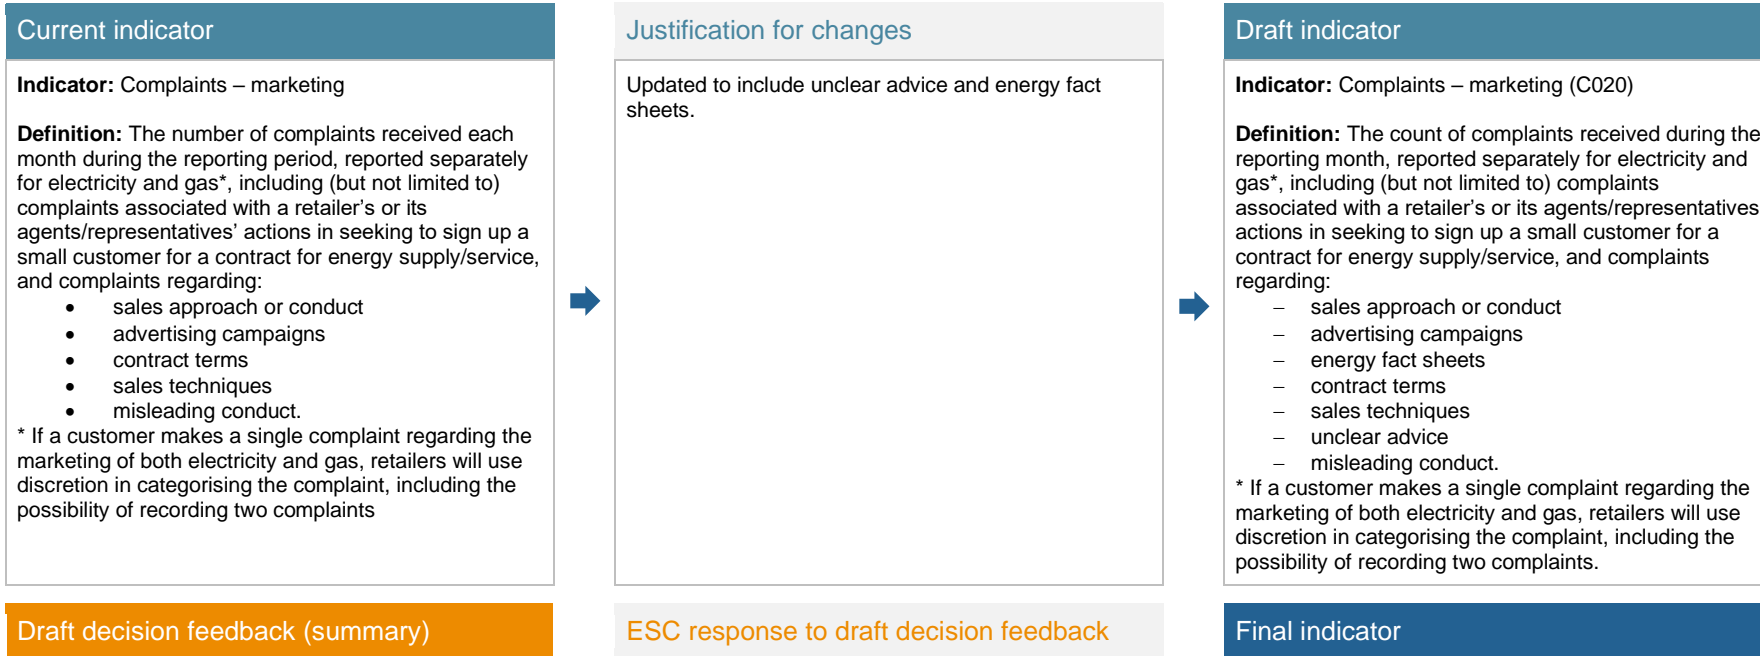 Current indicator
Indicator: Complaints – marketing
Definition: The number of complaints received each
month during the reporting period, reported separately
for electricity and gas*, including (but not limited to)
complaints associated with a retailer’s or its
agents/representatives’ actions in seeking to sign up a
small customer for a contract for energy supply/service,
and complaints regarding:
• sales approach or conduct
• advertising campaigns
• contract terms
• sales techniques
• misleading conduct.
* If a customer makes a single complaint regarding the
marketing of both electricity and gas, retailers will use
discretion in categorising the complaint, including the
possibility of recording two complaints
Justification for changes
Updated to include unclear advice and energy fact
sheets.
Draft indicator
Indicator: Complaints – marketing (C020)
Definition: The count of complaints received during the
reporting month, reported separately for electricity and
gas*, including (but not limited to) complaints
associated with a retailer’s or its agents/representatives
actions in seeking to sign up a small customer for a
contract for energy supply/service, and complaints
regarding:
– sales approach or conduct
– advertising campaigns
– energy fact sheets
– contract terms
– sales techniques
– unclear advice
– misleading conduct.
* If a customer makes a single complaint regarding the
marketing of both electricity and gas, retailers will use
discretion in categorising the complaint, including the
possibility of recording two complaints.
Draft decision feedback (summary)
ESC response to draft decision feedback
Final indicator